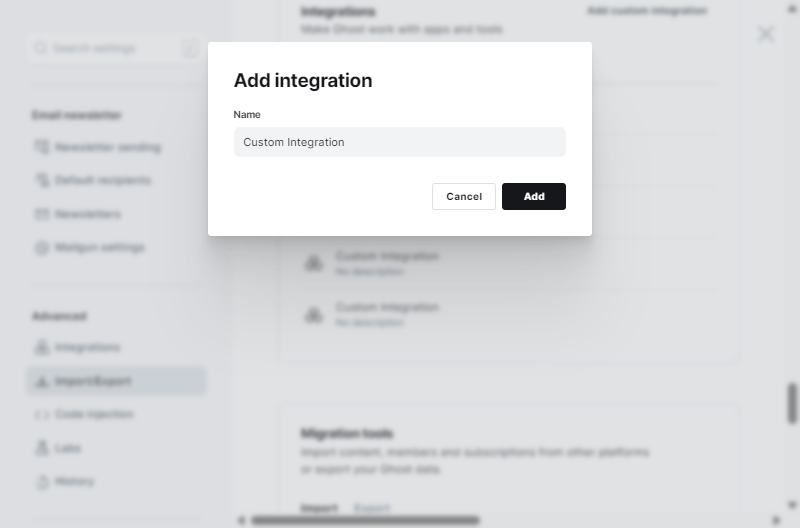 Integrations
Add custom integration
Make Ghost work with apps and tools
Search settings
Add integration
Name
Custom Integration
Cancel
Add
Email newsletter
Newsletter sending
Default recipients
Newsletters
Mailgun settings
Custom Integration
No description
Custom Integration
No description
Advanced
Integrations
Import/Export
Code injection
Labs
History
Migration tools
Import content, members and subscriptions from other platforms
or export your Ghost data.
Import
Export